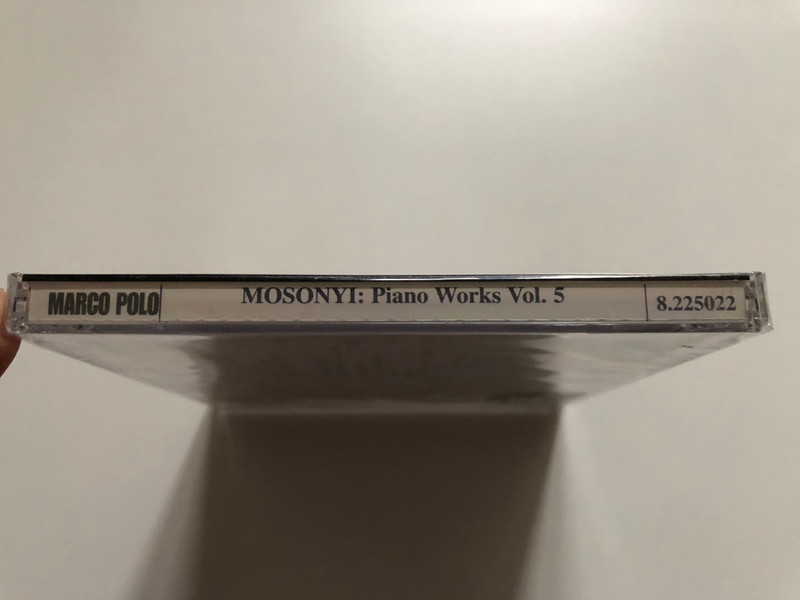 MARCO POLO
MOSONYI: Piano Works Vol. 5
8.225022